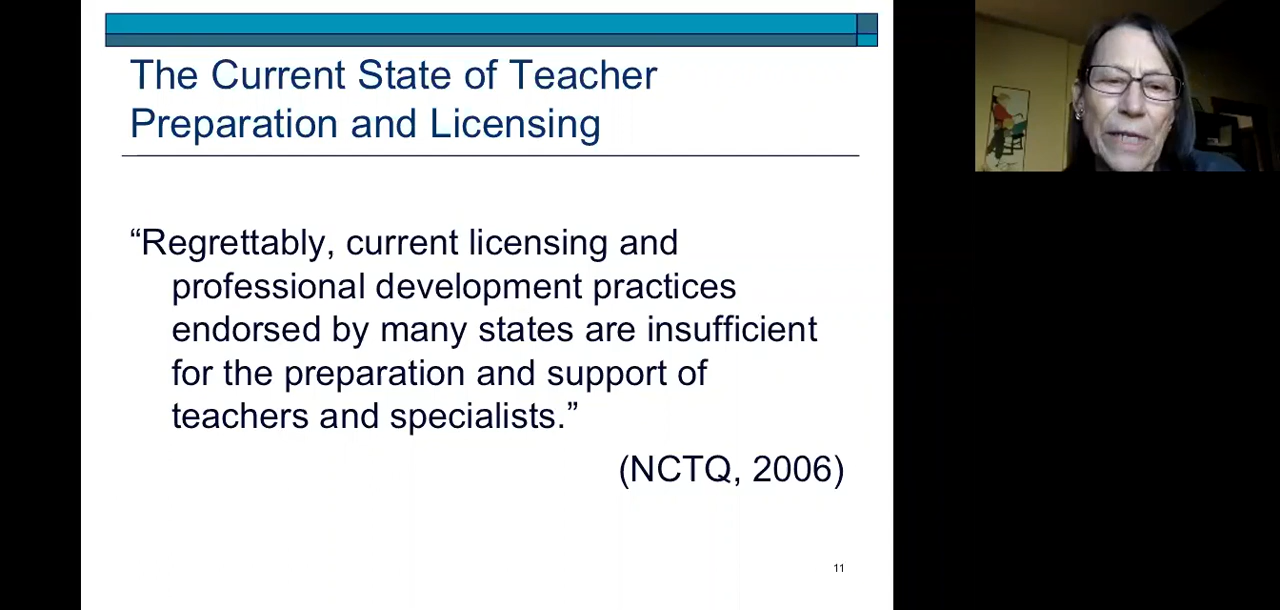 The Current State of Teacher
Preparation and Licensing
“Regrettably, current licensing and
professional development practices
endorsed by many states are insufficient
for the preparation and support of
teachers and specialists.”
(NCTQ, 2006)
11